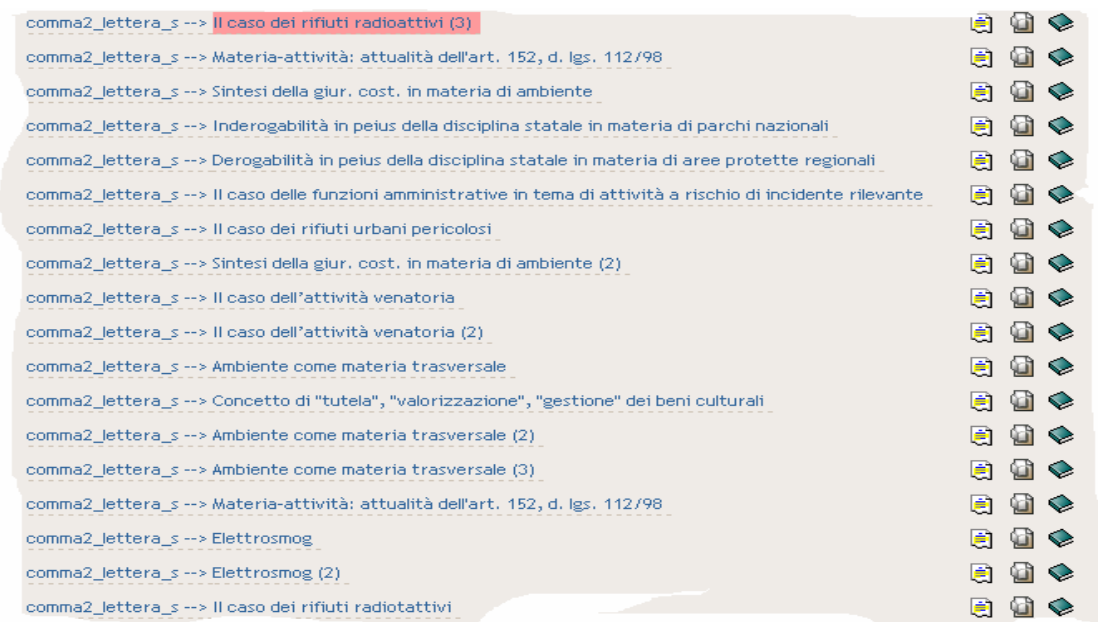 comma2_lettera_s --> Il caso dei rifiuti radioattivi (3)
comma2_lettera_s --> Materia-attività: attualità dell'art. 152, d. lgs. 112/98
comma2_lettera_s --> Sintesi della giur. cost. in materia di ambiente
comma2_lettera_s --> Inderogabilità in peius della disciplina statale in materia di parchi nazionali
comma2_lettera_s --> Derogabilità in peius della disciplina statale in materia di aree protette regionali
comma2_lettera_s --> Il caso delle funzioni amministrative in tema di attività a rischio di incidente rilevante
comma2_lettera_s --> Il caso dei rifiuti urbani pericolosi
comma2_lettera_s --> Sintesi della giur. cost. in materia di ambiente (2)
comma2_lettera_s --> Il caso dell’attività venatoria
comma2_lettera_s --> Il caso dell’attività venatoria (2)
comma2_lettera_s --> Ambiente come materia trasversale
comma2_lettera_s --> Concetto di "tutela", "valorizzazione", "gestione" dei beni culturali
comma2_lettera_s --> Ambiente come materia trasversale (2)
comma2_lettera_s --> Ambiente come materia trasversale (3)
comma2_lettera_s --> Materia-attività: attualità dell'art. 152, d. lgs. 112/98
comma2_lettera_s --> Elettrosmog
comma2_lettera_s --> Elettrosmog (2)
comma2_lettera_s --> Il caso dei rifiuti radiotattivi